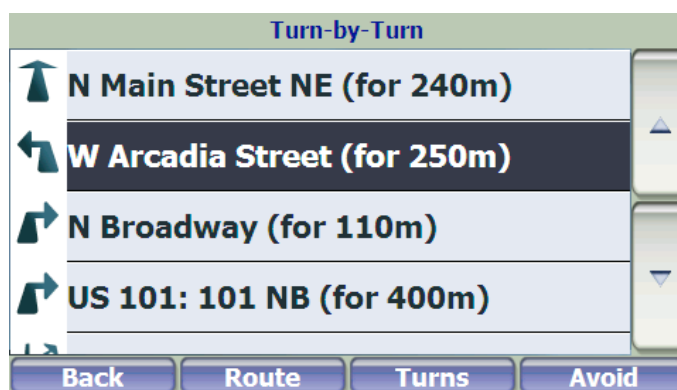 Turn-by-Turn
N Main Street NE (for 240m)
W Arcadia Street (for 250m)
N Broadway (for 110m)
US 101: 101 NB (for 400m)
Back Route Turns Avoid